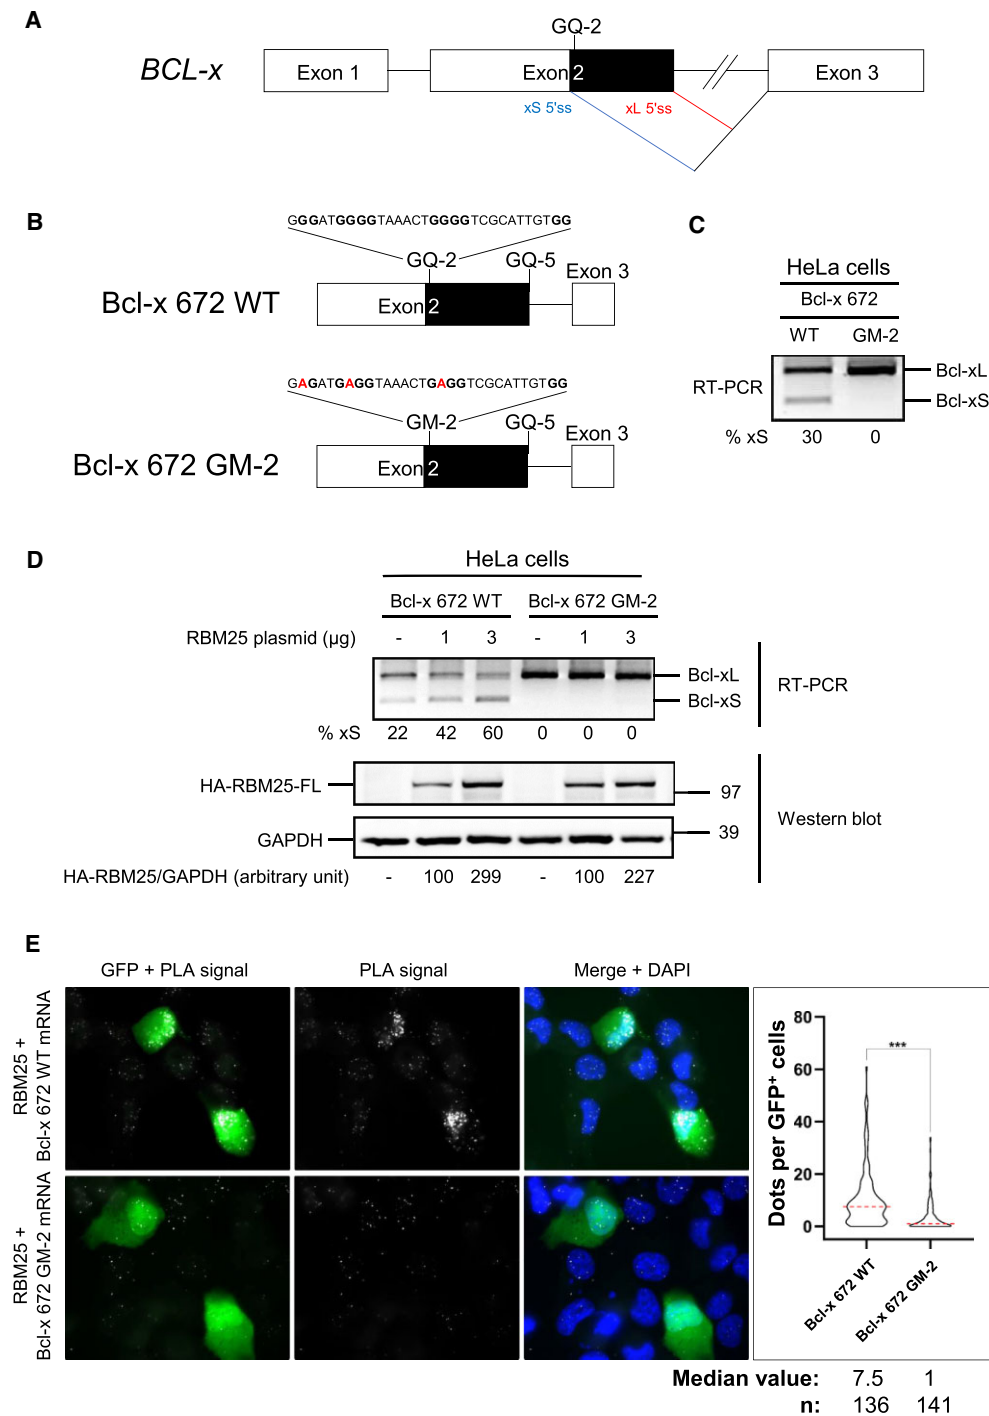 A
GQ-2
BCL-x
Exon 1
Exon 2
Exon 3
xS 5'ss
xL 5'ss
B
GGGATGGGGTAAACTGGGGTCGCATTGTGG
GQ-2
GQ-5
Exon 3
Bcl-x 672 WT
Exon 2
GAGATGAGGTAAACTGAGGTCGCATTGTGG
GM-2
GQ-5
Exon 3
Bcl-x 672 GM-2
Exon 2
C
HeLa cells
Bcl-x 672
WT GM-2
RT-PCR
Bcl-xL
Bcl-xS
% xS 30 0
D
HeLa cells
Bcl-x 672 WT Bcl-x 672 GM-2
RBM25 plasmid (µg) - 1 3 - 1 3
Bcl-xL
Bcl-xS
RT-PCR
% xS 22 42 60 0 0 0
HA-RBM25-FL
97
GAPDH
39
Western blot
HA-RBM25/GAPDH (arbitrary unit) - 100 299 - 100 227
E
GFP + PLA signal PLA signal Merge + DAPI
RBM25 +
Bcl-x 672 WT mRNA
RBM25 +
Bcl-x 672 GM-2 mRNA
Dots per GFP+ cells
80
60
40
20
0
***
Bcl-x 672 WT
Bcl-x 672 GM-2
Median value: 7.5 1
n: 136 141